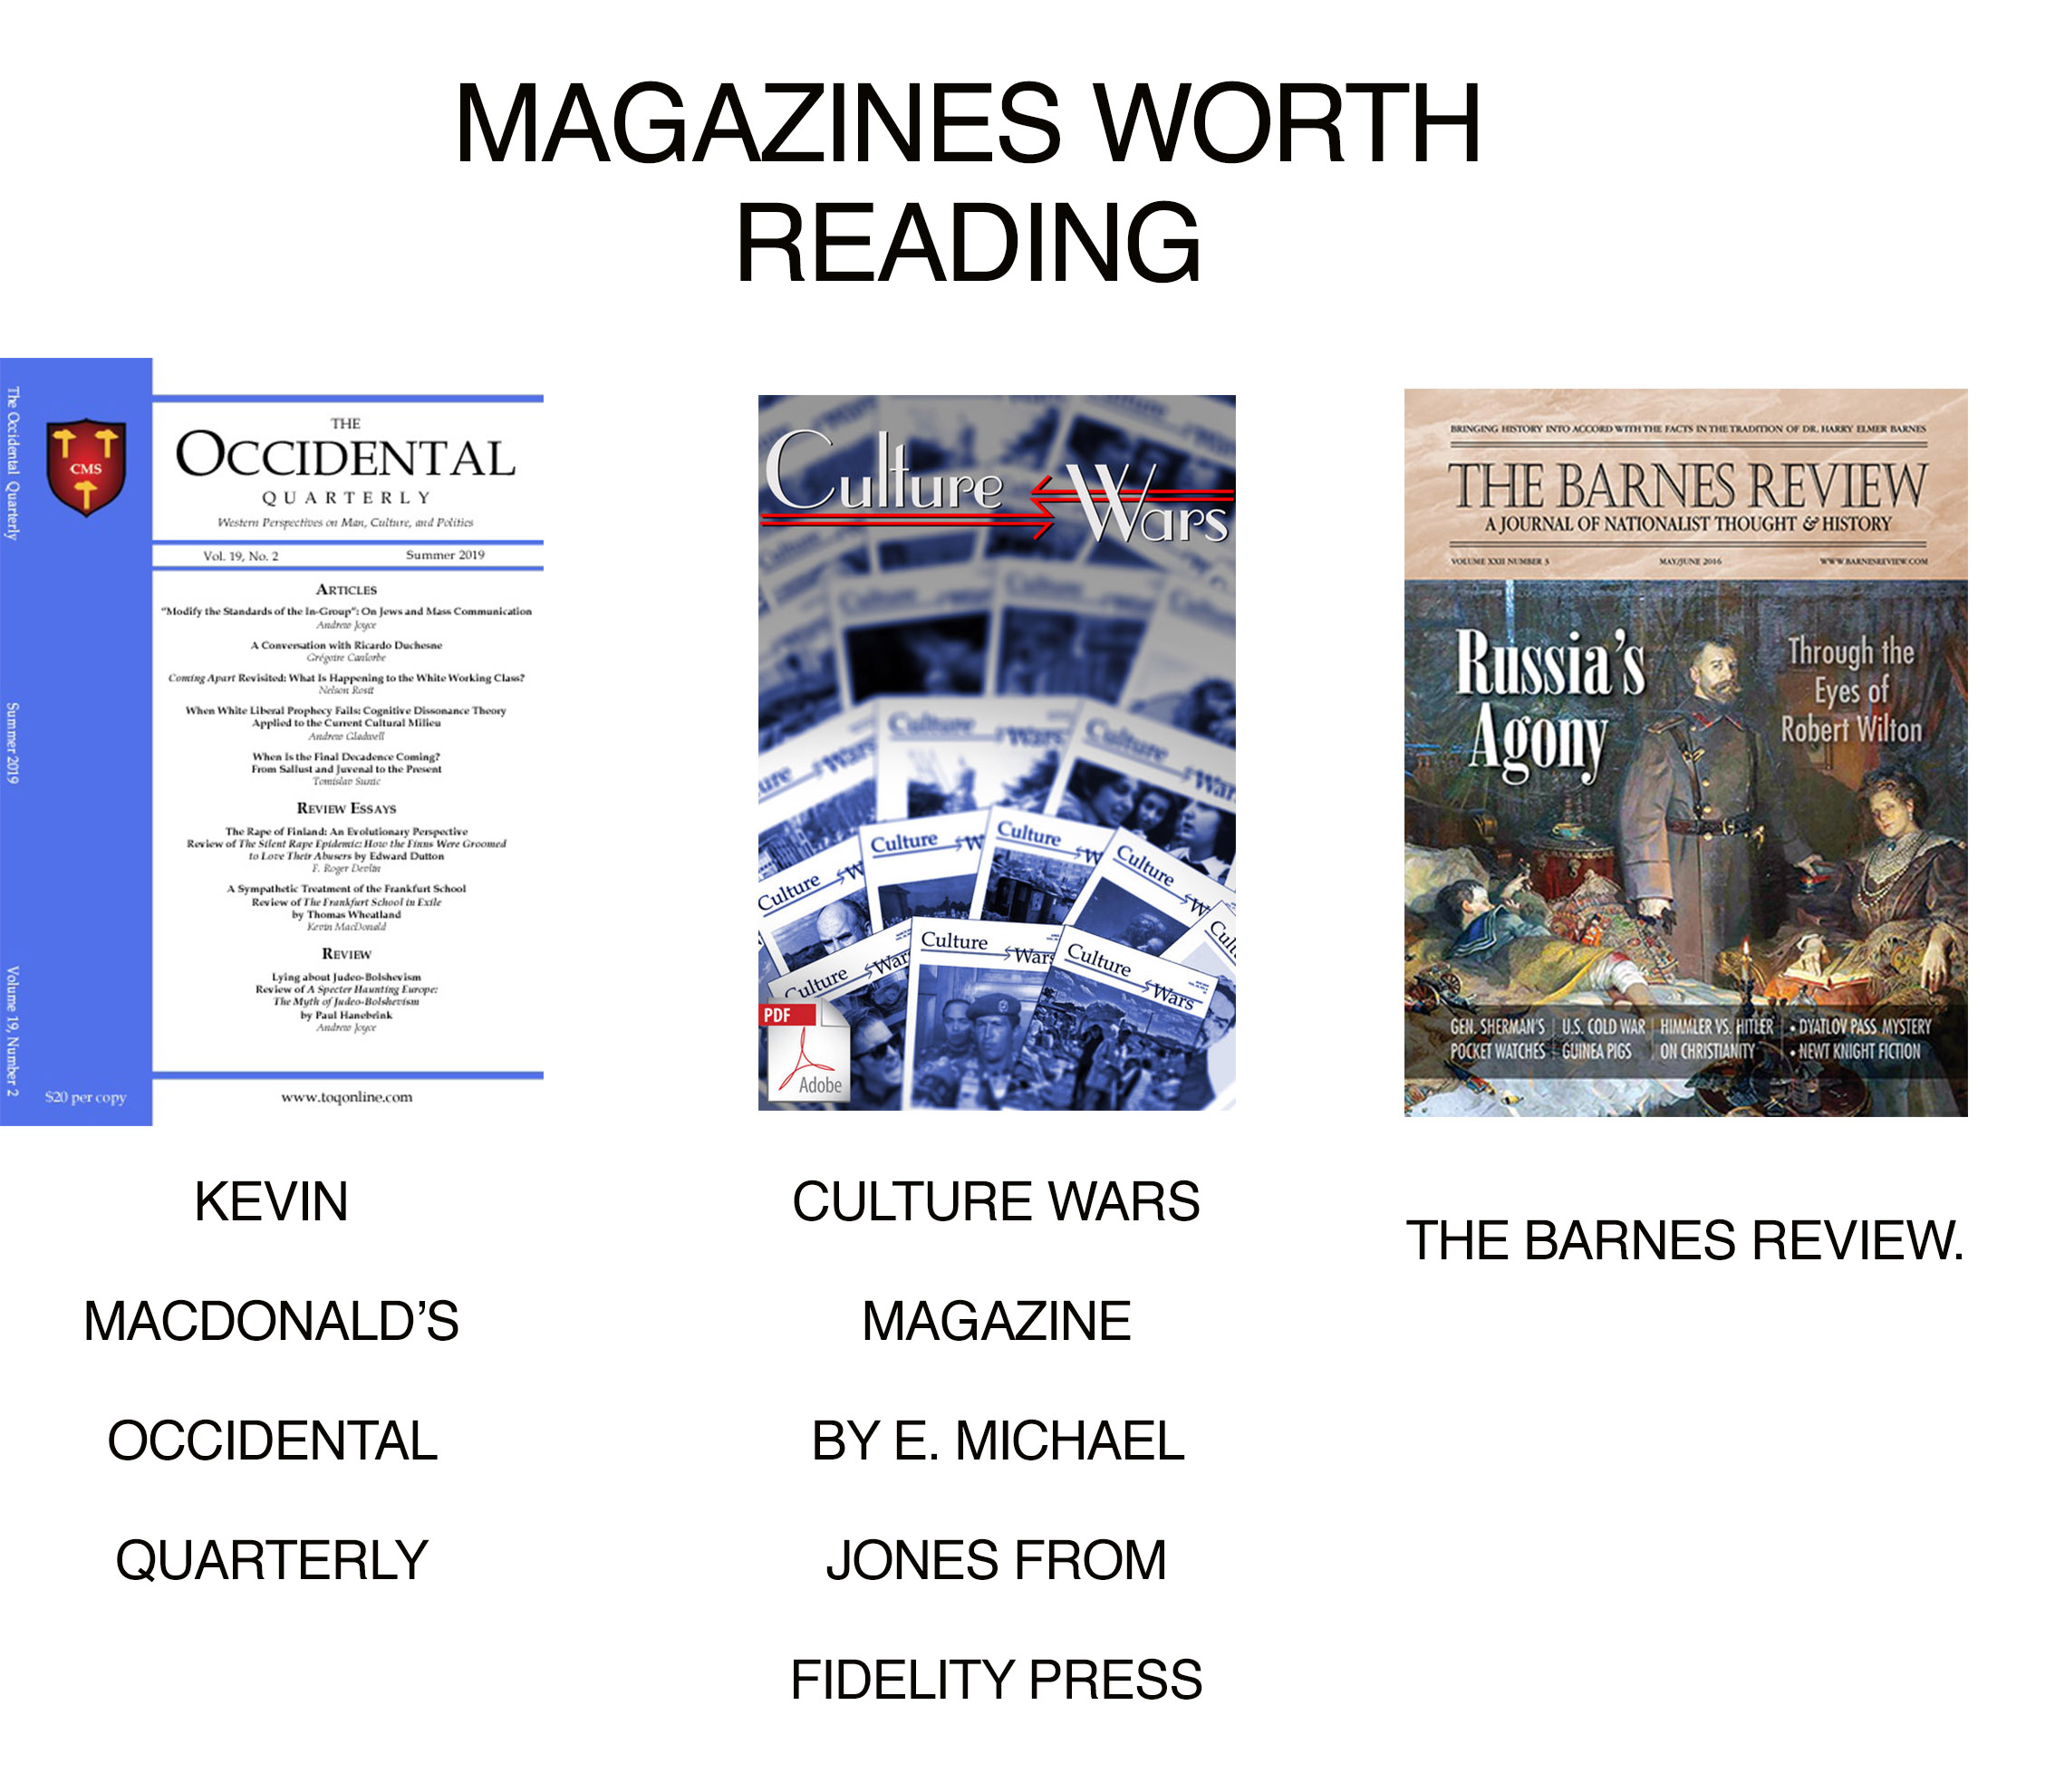 MAGAZINES WORTH
READING
The Occidental Quarterly
Summer 2019
Volume 19, Number 2
CMS
$20 per copy
THE
OCCIDENTAL
QUARTERLY
Western Perspectives on Man, Culture, and Politics
Vol. 19, No. 2 Summer 2019
ARTICLES
"Modify the Standards of the In-Group": On Jews and Mass Communication
Andrew Joyce
A Conversation with Ricardo Duchesne
Grégoire Canlorbe
Coming Apart Revisited: What Is Happening to the White Working Class?
Nelson Rosit
When White Liberal Prophecy Fails: Cognitive Dissonance Theory
Applied to the Current Cultural Milieu
Andrew Gladwell
When Is the Final Decadence Coming?
From Sallust and Juvenal to the Present
Tomislav Sunic
REVIEW ESSAYS
The Rape of Finland: An Evolutionary Perspective
Review of The Silent Rape Epidemic: How the Finns Were Groomed
to Love Their Abusers by Edward Dutton
F. Roger Devlin
A Sympathetic Treatment of the Frankfurt School
Review of The Frankfurt School in Exile
by Thomas Wheatland
Kevin MacDonald
REVIEW
Lying about Judeo-Bolshevism
Review of A Specter Haunting Europe:
The Myth of Judeo-Bolshevism
by Paul Hanebrink
Andrew Joyce
www.toqonline.com
KEVIN
MACDONALD'S
OCCIDENTAL
QUARTERLY
Culture Wars
Culture
Culture Wars
Culture Wars
Culture W
Culture W
Culture W
Culture W
Culture Wars
Culture Wars
Culture Wars
PDF
Adobe
CULTURE WARS
MAGAZINE
BY E. MICHAEL
JONES FROM
FIDELITY PRESS
BRINGING HISTORY INTO ACCORD WITH THE FACTS IN THE TRADITION OF DR. HARRY ELMER BARNES
THE BARNES REVIEW
A JOURNAL OF NATIONALIST THOUGHT & HISTORY
VOLUME XXII NUMBER 3 MAY/JUNE 2016 WWW.BARNESREVIEW.COM
Russia's
Agony
Through the
Eyes of
Robert Wilton
GEN. SHERMAN'S
POCKET WATCHES
U.S. COLD WAR
GUINEA PIGS
HIMMLER VS. HITLER
ON CHRISTIANITY
• DYATLOV PASS MYSTERY
• NEWT KNIGHT FICTION
THE BARNES REVIEW.